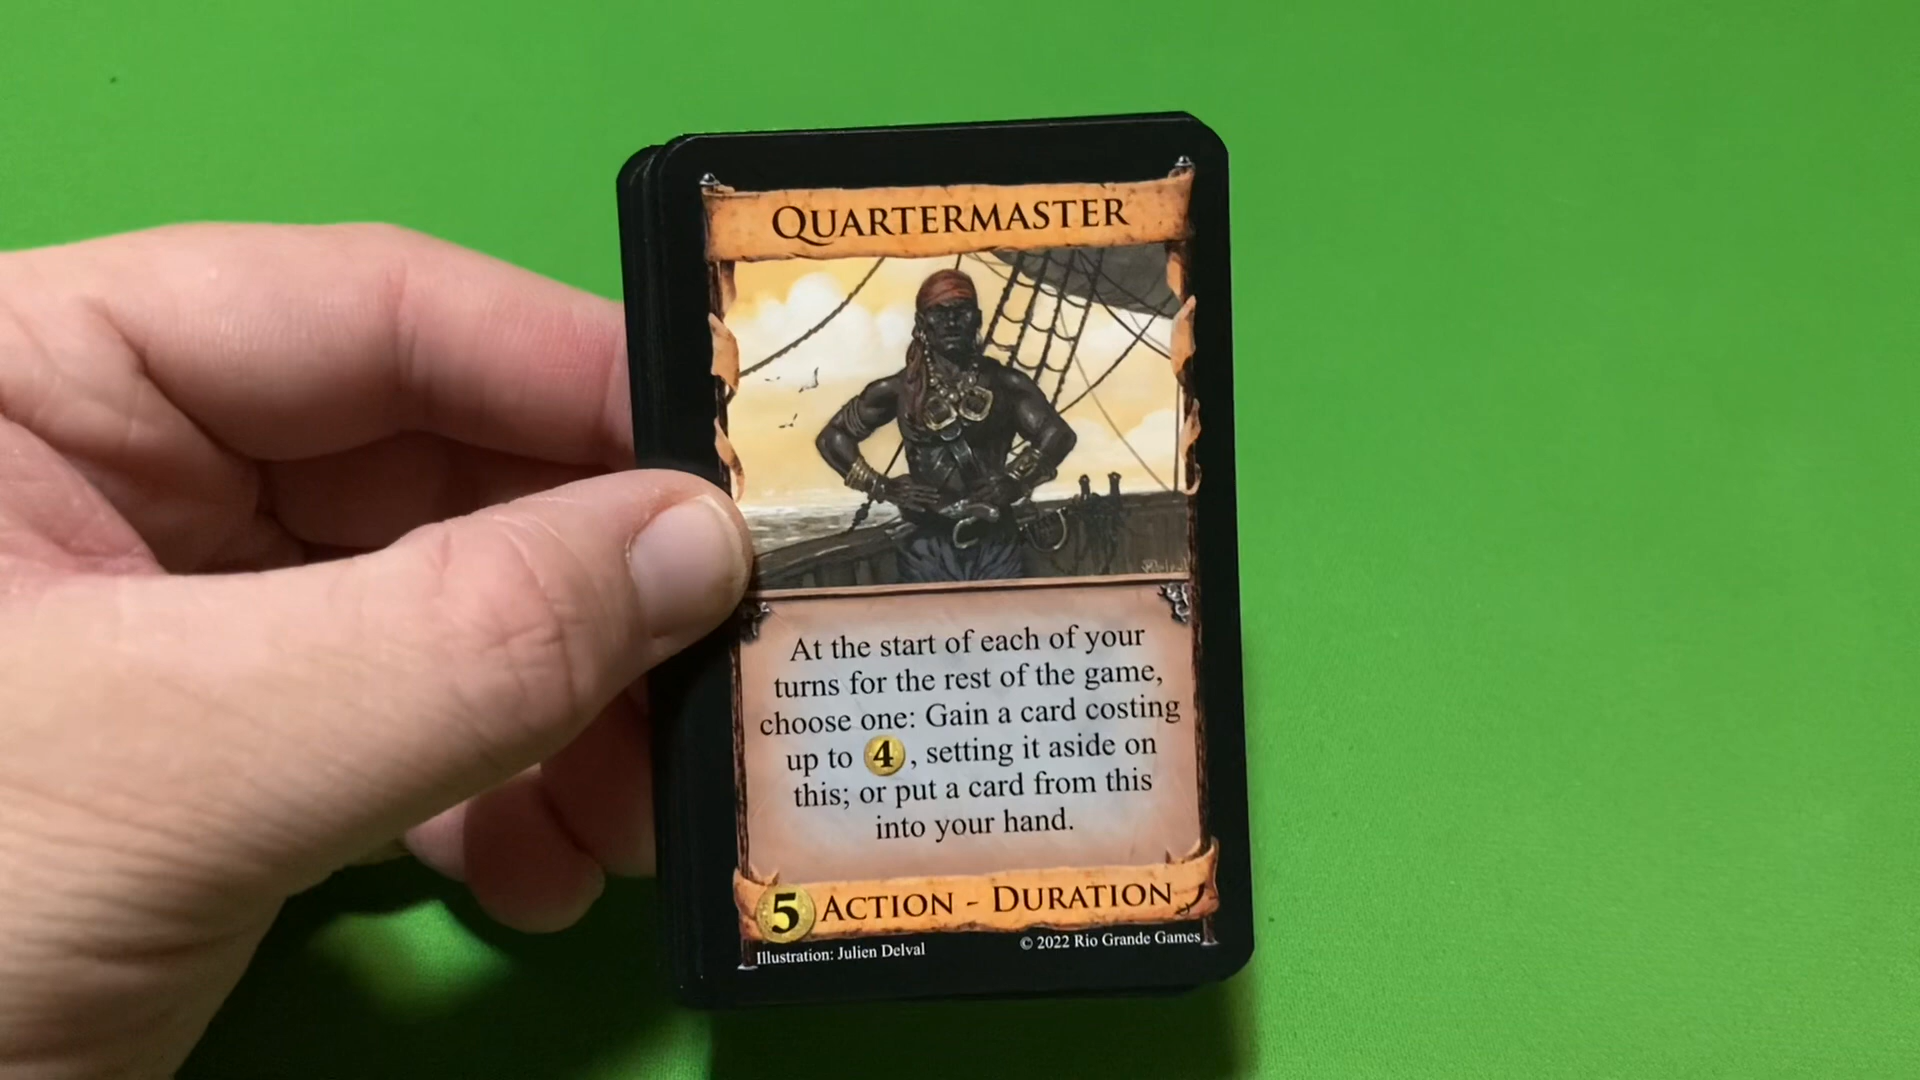 QUARTERMASTER
At the start of each of your
turns for the rest of the game,
choose one: Gain a card costing
up to 4, setting it aside on
this; or put a card from this
into your hand.
5 ACTION - DURATION
Illustration: Julien Delval © 2022 Rio Grande Games